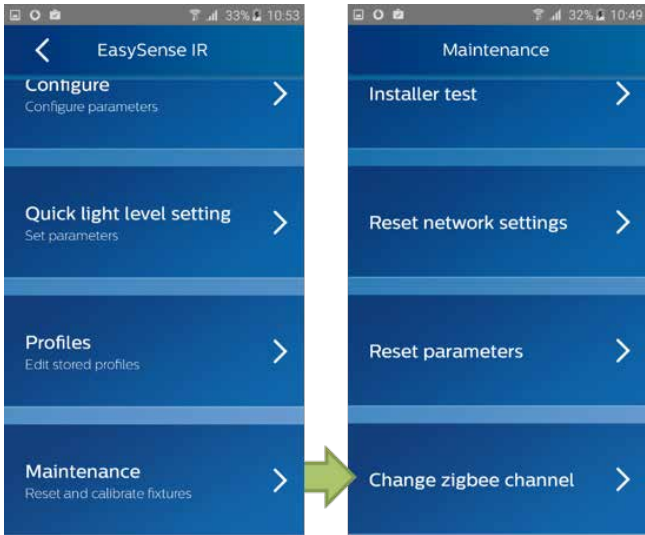 33% 10:53
EasySense IR
Configure
Configure parameters
Quick light level setting
Set parameters
Profiles
Edit stored profiles
Maintenance
Reset and calibrate fixtures
32% 10:49
Maintenance
Installer test
Reset network settings
Reset parameters
Change zigbee channel